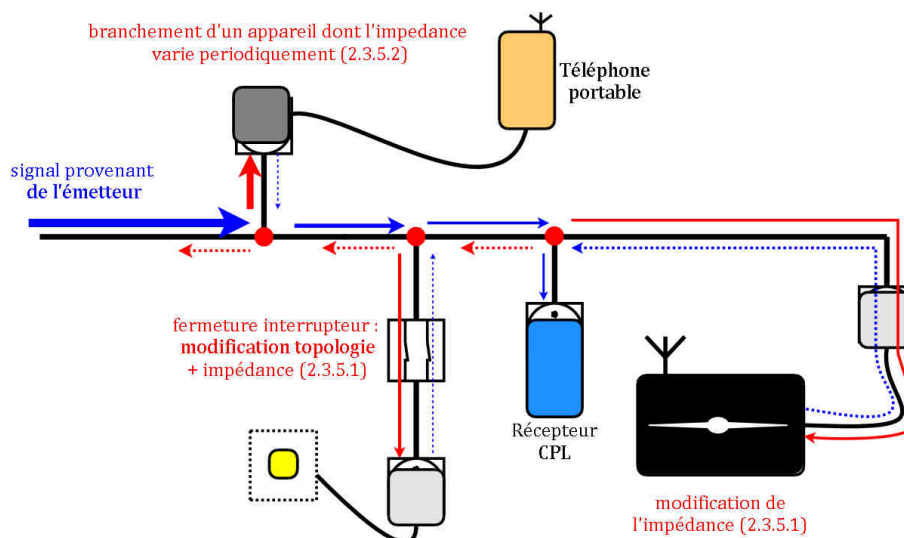 branchement d'un appareil dont l'impedance
varie periodiquement (2.3.5.2)
Téléphone
portable
signal provenant
de l'émetteur
fermeture interrupteur :
modification topologie
+ impédance (2.3.5.1)
Récepteur
CPL
modification de
l'impédance (2.3.5.1)